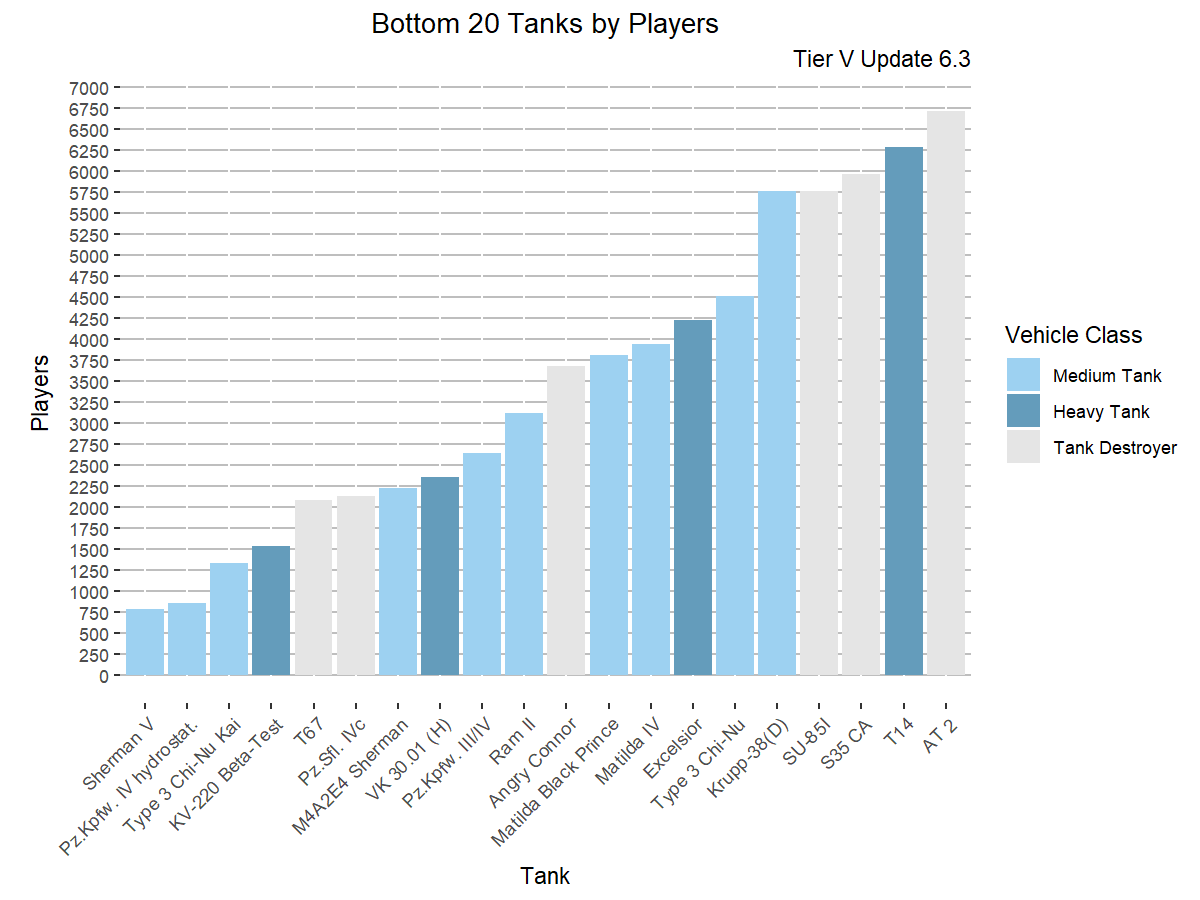 Bottom 20 Tanks by Players
Tier V Update 6.3
7000
6750
6500
6250
6000
5750
5500
5250
5000
4750
4500
4250
4000
3750
3500
3250
3000
2750
2500
2250
2000
1750
1500
1250
1000
750
500
250
0
Players
Sherman V
Pz.Kpfw. IV hydrostat.
Type 3 Chi-Nu Kai
KV-220 Beta-Test
T67
Pz.Sfl. IVc
M4A2E4 Sherman
VK 30.01 (H)
Pz.Kpfw. III/IV
Ram II
Angry Connor
Matilda Black Prince
Matilda IV
Excelsior
Type 3 Chi-Nu
Krupp-38(D)
SU-85I
S35 CA
T14
AT 2
Tank
Vehicle Class
Medium Tank
Heavy Tank
Tank Destroyer